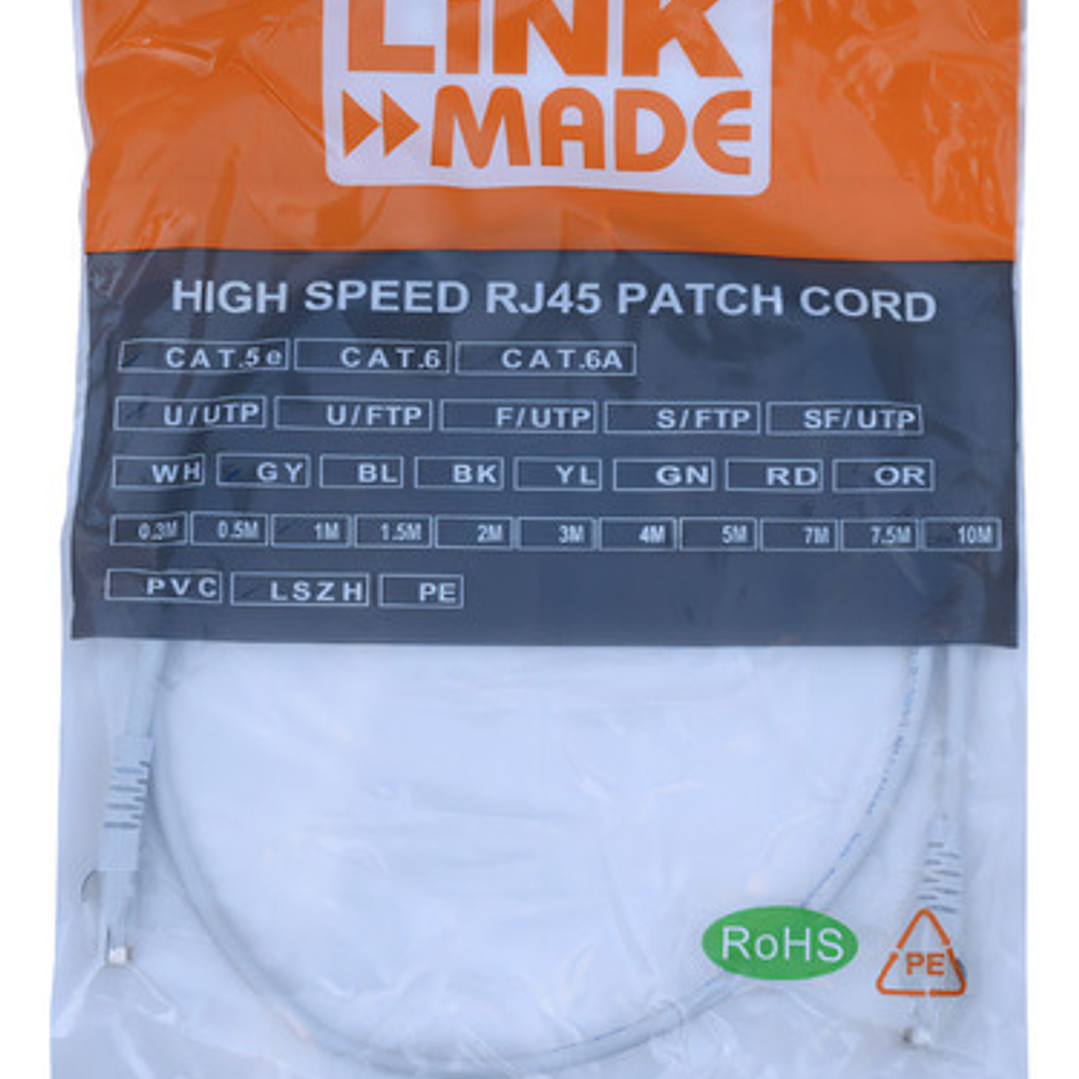 LINK
MADE
HIGH SPEED RJ45 PATCH CORD
CAT.5e CAT.6 CAT.6A
U/UTP U/FTP F/UTP S/FTP SF/UTP
WH GY BL BK YL GN RD OR
0.3M 0.5M 1M 1.5M 2M 3M 4M 5M 7M 7.5M 10M
PVC LSZH PE
RoHS
PE